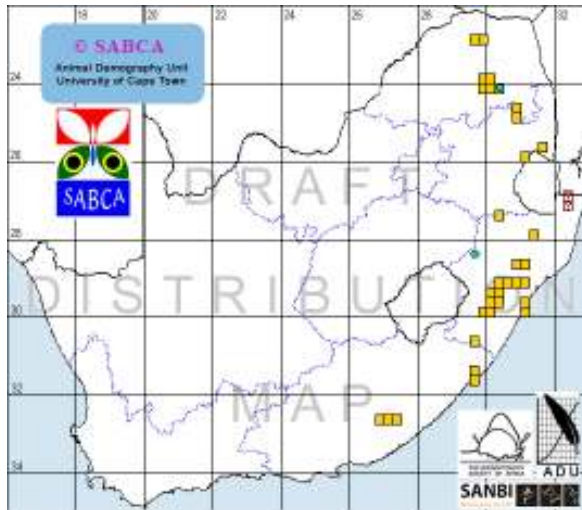 18 20 22 24 26 28 30 32
© SABCA
Animal Demography Unit
University of Cape Town
24
SABCA
26
DRAFT
28
DISTRIBUTION
30
32
MAP
34
ADU
SANBI